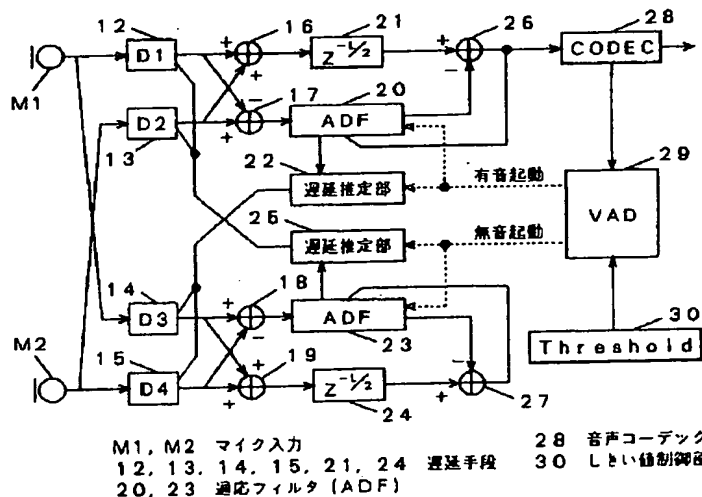 12
16
21
26
28
D1
Z^{-L/2}
CODEC
M1
17
20
D2
ADF
13
22
29
遅延推定部
有音起動
VAD
25
遅延推定部
無音起動
14
18
D3
ADF
30
M2
15
19
23
Threshold
D4
Z^{-L/2}
24
27
M1, M2 マイク入力
28 音声コーデック
12, 13, 14, 15, 21, 24 遅延手段
30 しきい値制御部
20, 23 適応フィルタ (ADF)